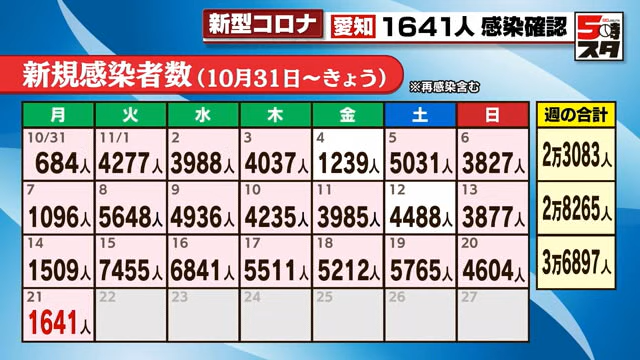 新型コロナ 愛知 1641人 感染確認
5時スタ
新規感染者数(10月31日～きょう)
※再感染含む
月 火 水 木 金 土 日 週の合計
10/31 11/1 2 3 4 5 6
684人 4277人 3988人 4037人 1239人 5031人 3827人 2万3083人
7 8 9 10 11 12 13
1096人 5648人 4936人 4235人 3985人 4488人 3877人 2万8265人
14 15 16 17 18 19 20
1509人 7455人 6841人 5511人 5212人 5765人 4604人 3万6897人
21 22 23 24 25 26 27
1641人